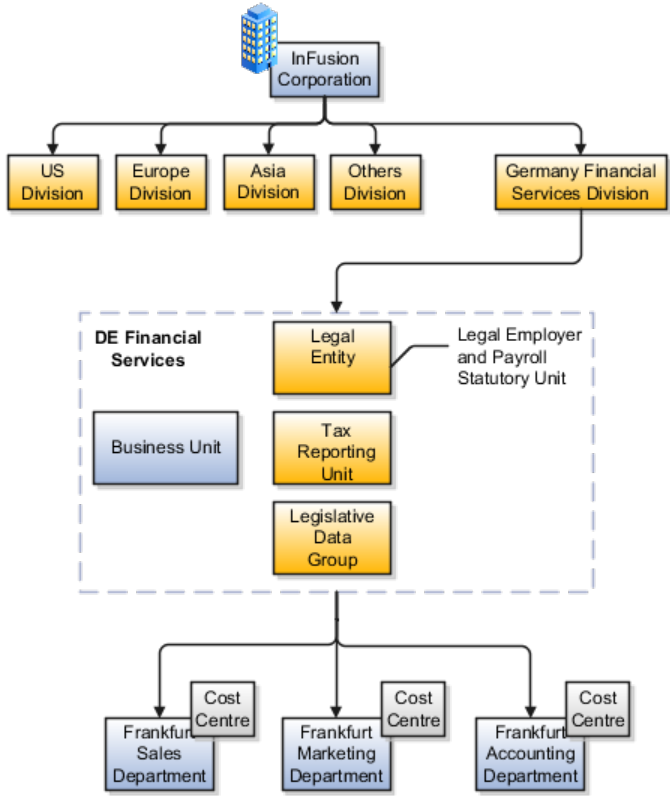 InFusion
Corporation
US
Division
Europe
Division
Asia
Division
Others
Division
Germany Financial
Services Division
DE Financial
Services
Legal
Entity
Legal Employer
and Payroll
Statutory Unit
Business Unit
Tax
Reporting
Unit
Legislative
Data
Group
Cost
Centre
Frankfurt
Sales
Department
Cost
Centre
Frankfurt
Marketing
Department
Cost
Centre
Frankfurt
Accounting
Department